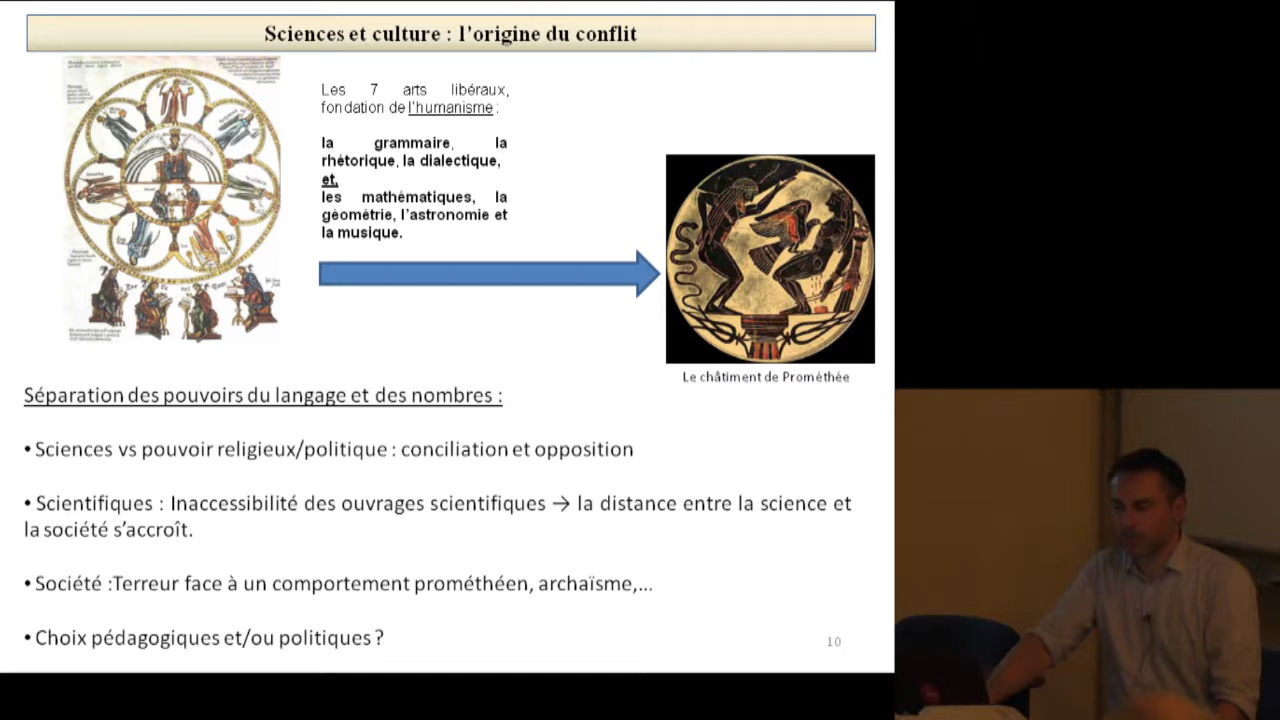 Sciences et culture : l'origine du conflit
Les 7 arts libéraux,
fondation de l'humanisme :
la grammaire, la
rhétorique, la dialectique,
et,
les mathématiques, la
géométrie, l'astronomie et
la musique.
Le châtiment de Prométhée
Séparation des pouvoirs du langage et des nombres :
• Sciences vs pouvoir religieux/politique : conciliation et opposition
• Scientifiques : Inaccessibilité des ouvrages scientifiques → la distance entre la science et
la société s'accroît.
• Société :Terreur face à un comportement prométhéen, archaïsme,...
• Choix pédagogiques et/ou politiques ?
10